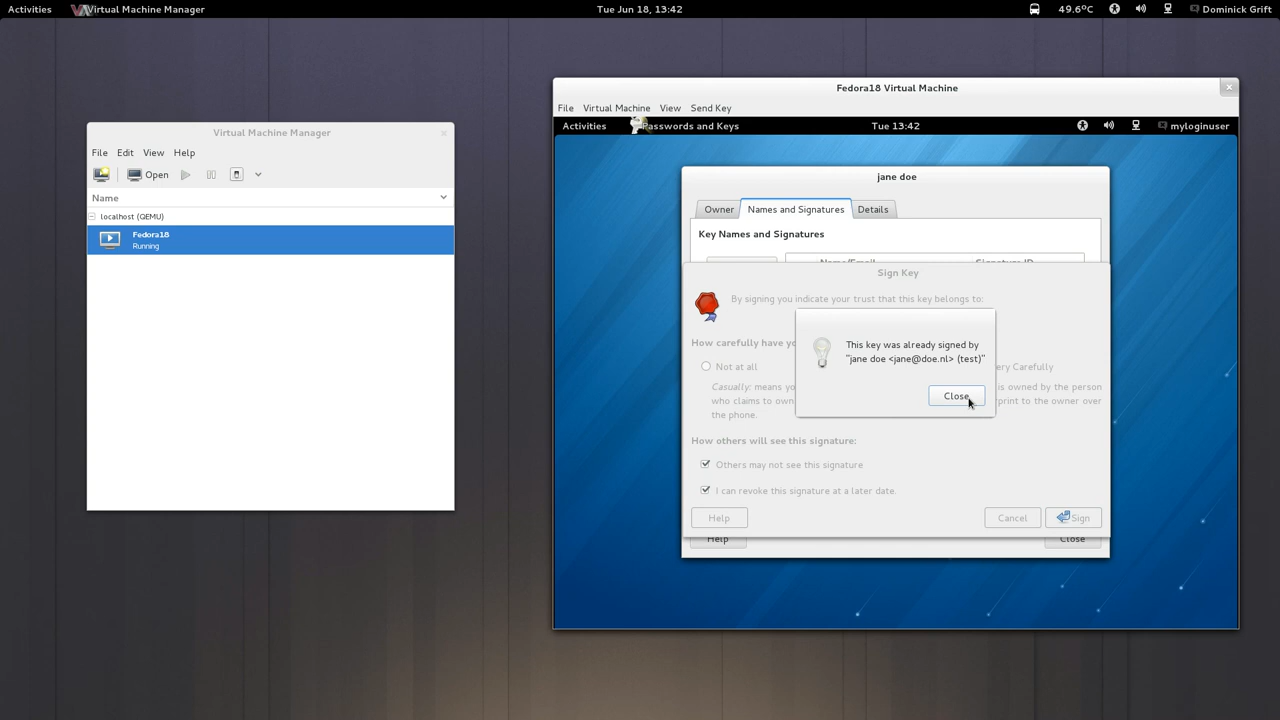 Activities
Virtual Machine Manager
Tue Jun 18, 13:42
49.6ºC
Dominick Grift
Virtual Machine Manager
File Edit View Help
Open
Name
localhost (QEMU)
Fedora18
Running
Fedora18 Virtual Machine
File Virtual Machine View Send Key
Activities
Passwords and Keys
Tue 13:42
myloginuser
jane doe
Owner Names and Signatures Details
Key Names and Signatures
Name/Email Signature ID
Sign Key
By signing you indicate your trust that this key belongs to:
This key was already signed by
"jane doe <jane@doe.nl> (test)"
Close
How carefully have yo
Not at all
ery Carefully
Casually: means yo
is owned by the person
who claims to own
rprint to the owner over
the phone.
How others will see this signature:
Others may not see this signature
I can revoke this signature at a later date.
Help Cancel Sign
Help Close